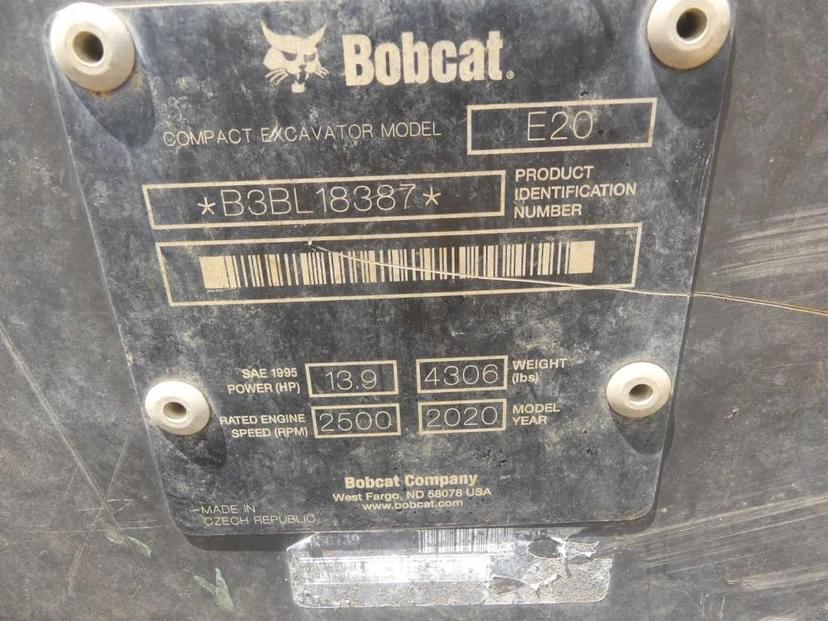 Bobcat®
COMPACT EXCAVATOR MODEL E20
*B3BL18387* PRODUCT
IDENTIFICATION
NUMBER
SAE 1995
POWER (HP) 13.9 4306 WEIGHT
(lbs)
RATED ENGINE
SPEED (RPM) 2500 2020 MODEL
YEAR
Bobcat Company
West Fargo, ND 58078 USA
www.bobcat.com
MADE IN
CZECH REPUBLIC